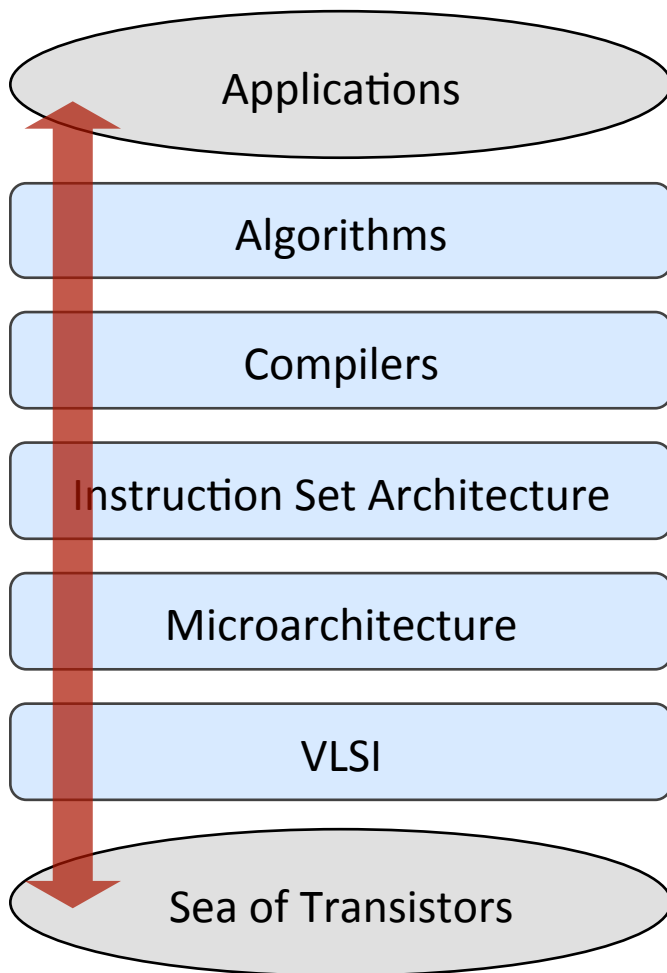 Applications
Algorithms
Compilers
Instruction Set Architecture
Microarchitecture
VLSI
Sea of Transistors